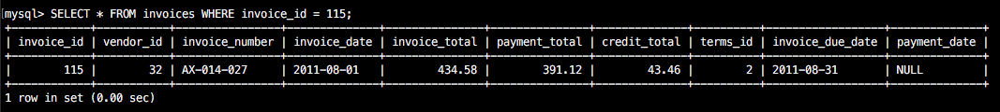 mysql> SELECT * FROM invoices WHERE invoice_id = 115;
+------------+-----------+----------------+--------------+---------------+---------------+--------------+----------+------------------+--------------+
| invoice_id | vendor_id | invoice_number | invoice_date | invoice_total | payment_total | credit_total | terms_id | invoice_due_date | payment_date |
+------------+-----------+----------------+--------------+---------------+---------------+--------------+----------+------------------+--------------+
|        115 |        32 | AX-014-027     | 2011-08-01   |        434.58 |        391.12 |        43.46 |        2 | 2011-08-31       | NULL         |
+------------+-----------+----------------+--------------+---------------+---------------+--------------+----------+------------------+--------------+
1 row in set (0.00 sec)